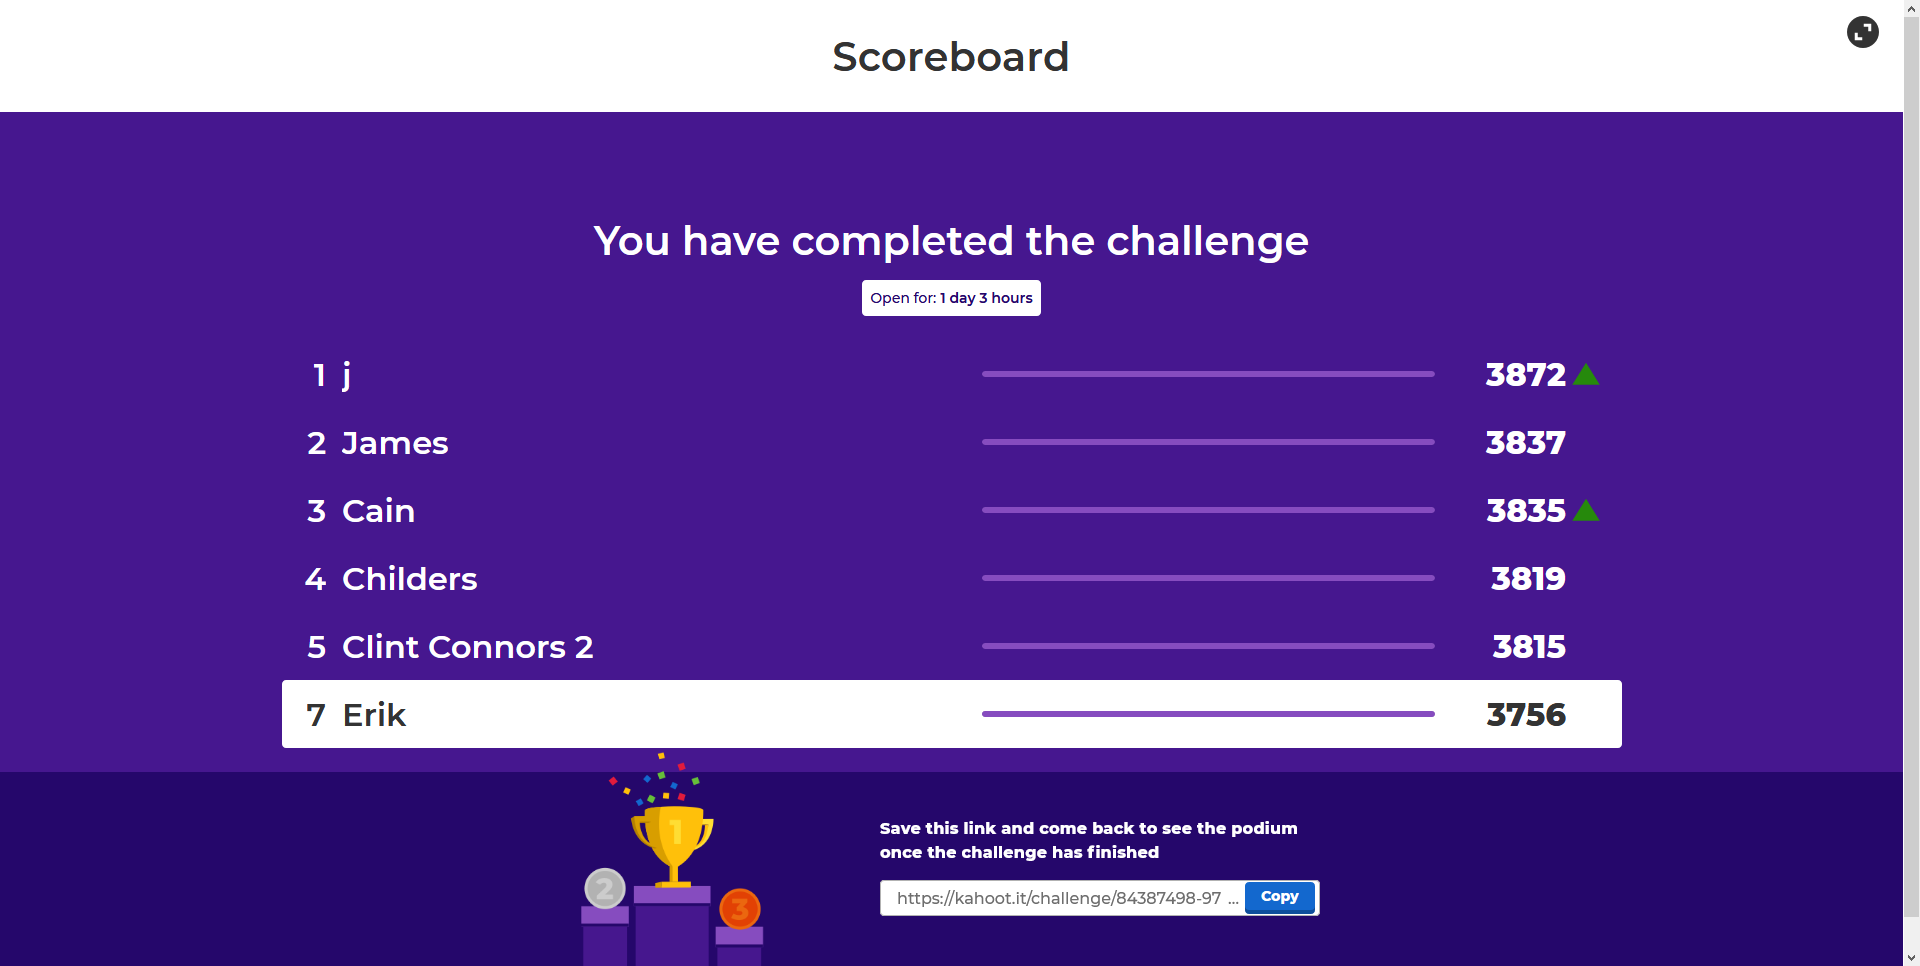 Scoreboard
You have completed the challenge
Open for: 1 day 3 hours
1 j 3872
2 James 3837
3 Cain 3835
4 Childers 3819
5 Clint Connors 2 3815
7 Erik 3756
1
2
3
Save this link and come back to see the podium
once the challenge has finished
https://kahoot.it/challenge/84387498-97 ... Copy